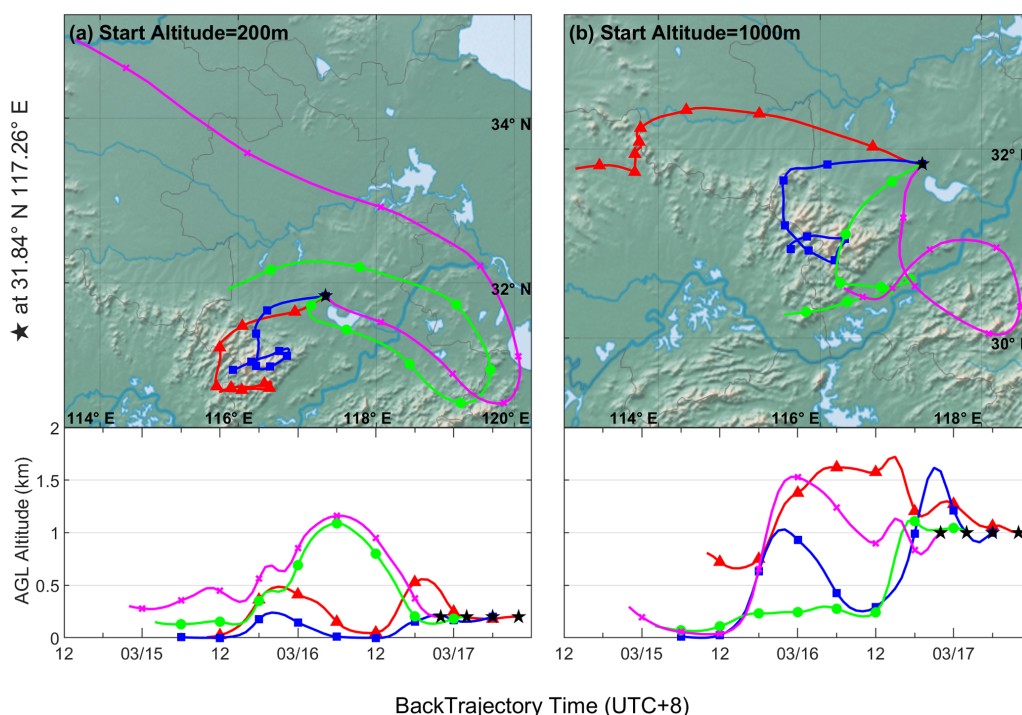 (a) Start Altitude=200m
(b) Start Altitude=1000m
★ at 31.84° N 117.26° E
34° N
32° N
114° E
116° E
118° E
120° E
32°
30°
114° E
116° E
118° E
AGL Altitude (km)
2
1.5
1
0.5
0
12
03/15
12
03/16
12
03/17
12
03/15
12
03/16
12
03/17
BackTrajectory Time (UTC+8)